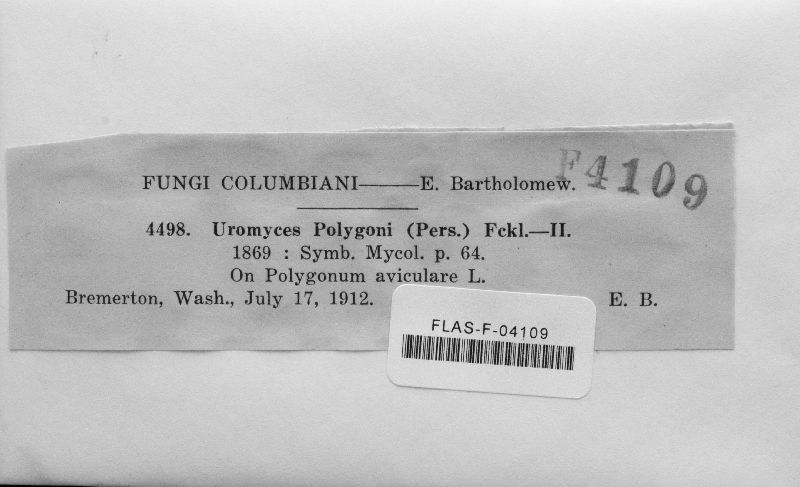 F4109
FUNGI COLUMBIANI———E. Bartholomew.
4498. Uromyces Polygoni (Pers.) Fckl.—II.
1869 : Symb. Mycol. p. 64.
On Polygonum aviculare L.
Bremerton, Wash., July 17, 1912. E. B.
FLAS-F-04109